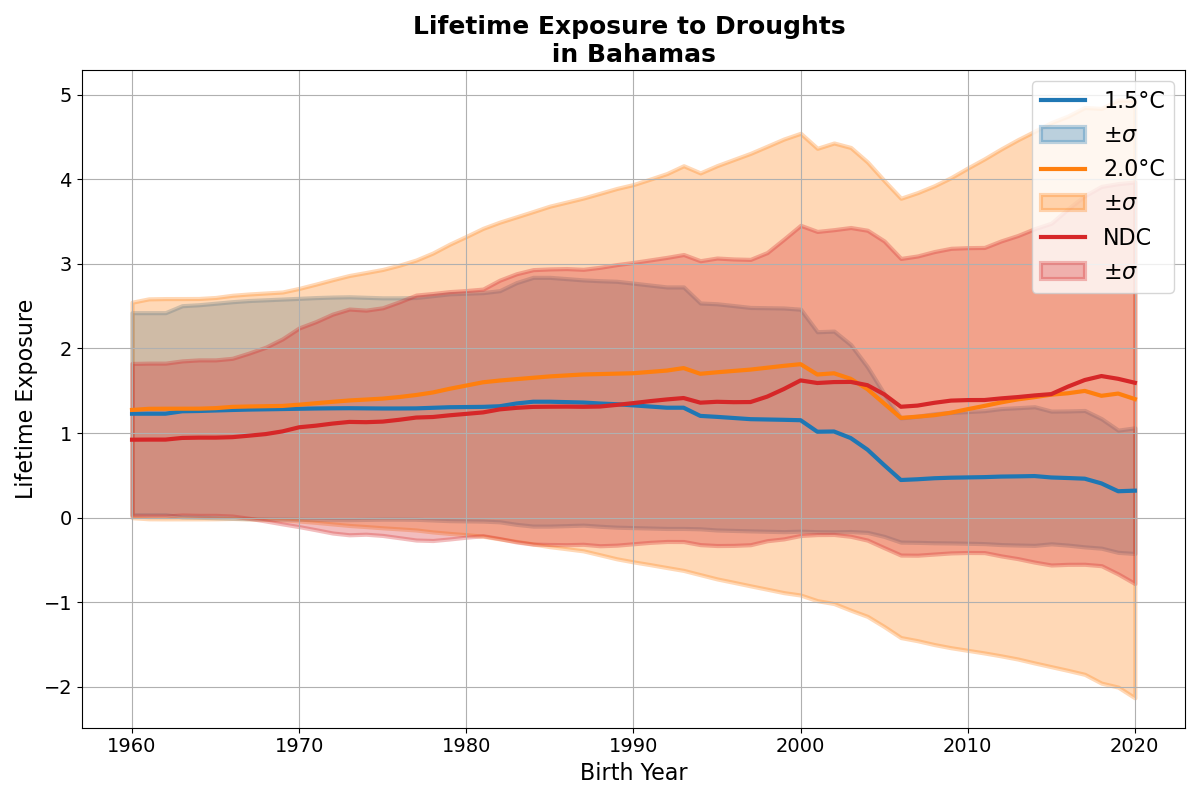 Lifetime Exposure to Droughts
in Bahamas
5
4
3
2
1
0
−1
−2
Lifetime Exposure
1960
1970
1980
1990
2000
2010
2020
Birth Year
1.5°C
±σ
2.0°C
±σ
NDC
±σ